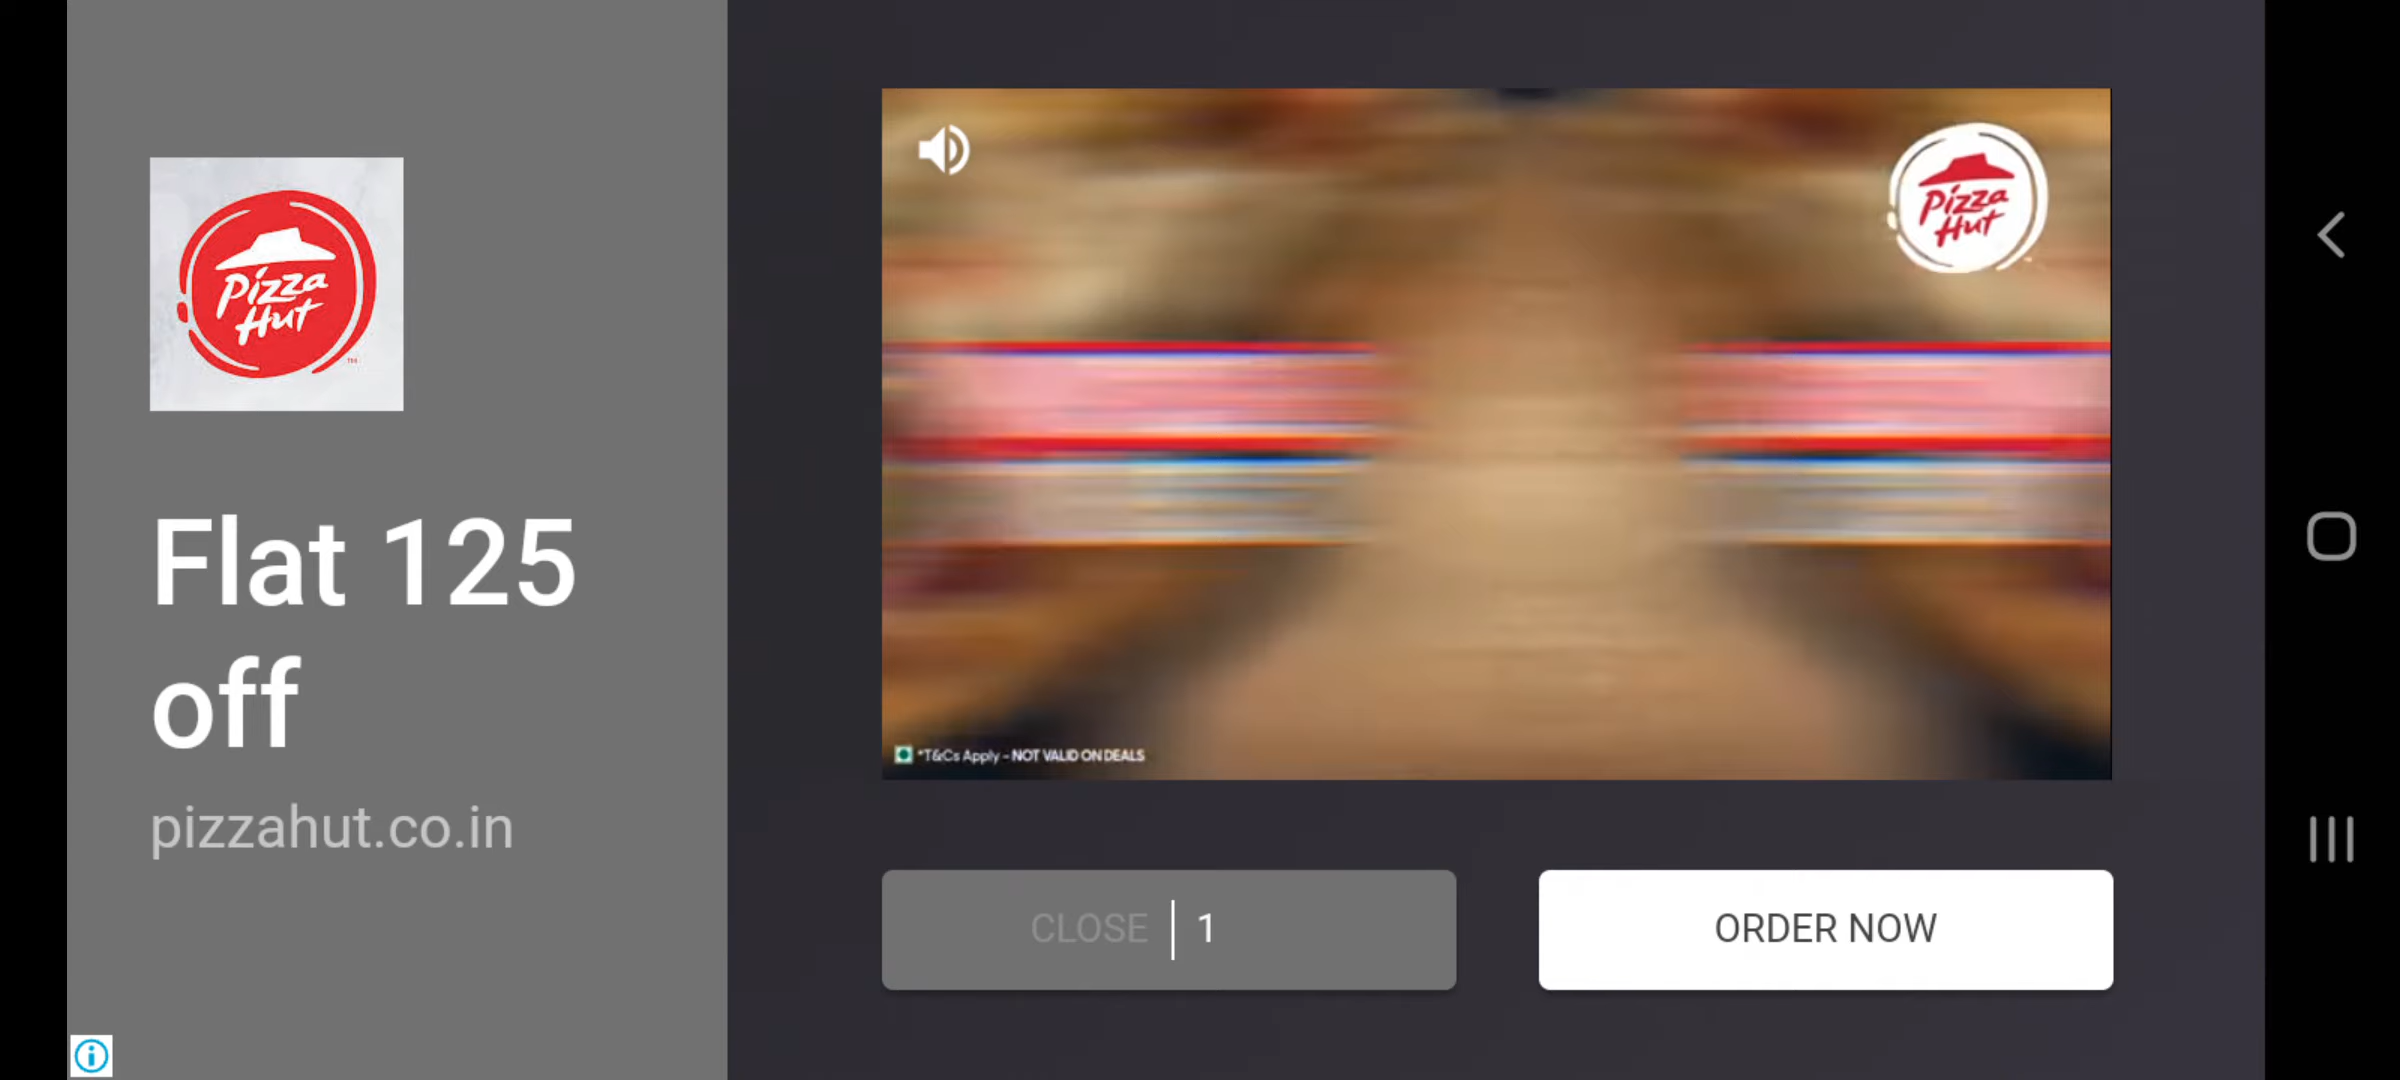 Pizza
Hut
TM
Flat 125
off
pizzahut.co.in
Pizza
Hut
*T&Cs Apply - NOT VALID ON DEALS
CLOSE | 1
ORDER NOW